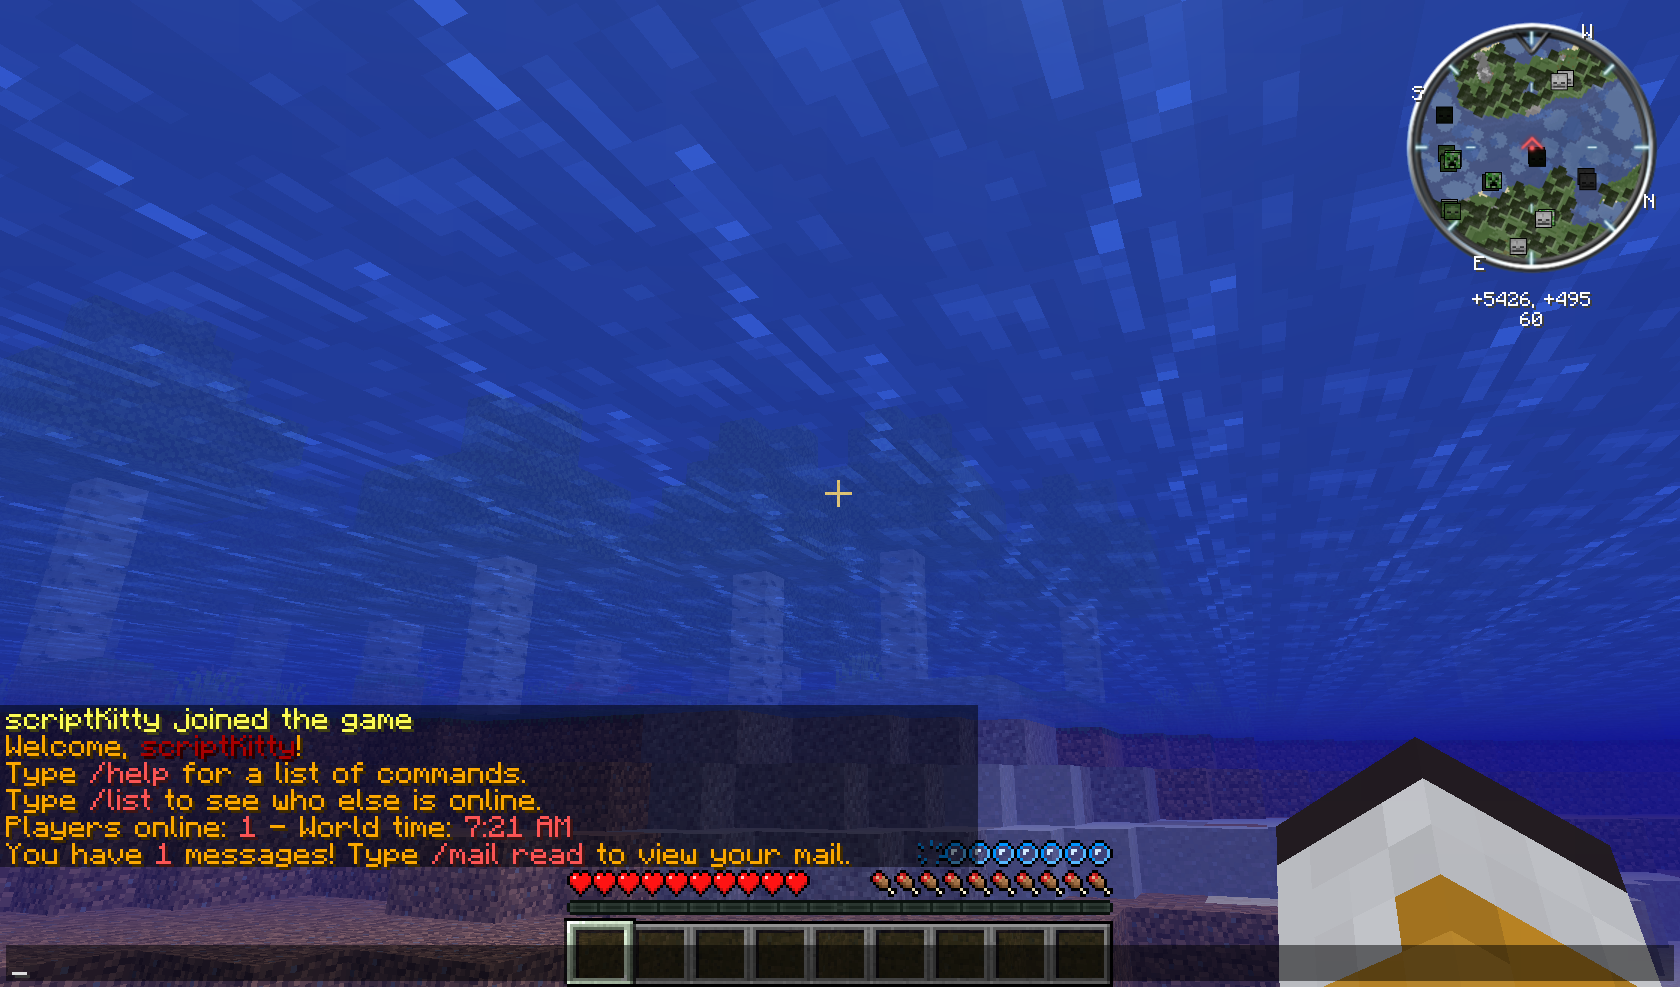 W
S
N
E
+5426, +495
60
scriptKitty joined the game
Welcome, scriptKitty!
Type /help for a list of commands.
Type /list to see who else is online.
Players online: 1 - World time: 7:21 AM
You have 1 messages! Type /mail read to view your mail.
_